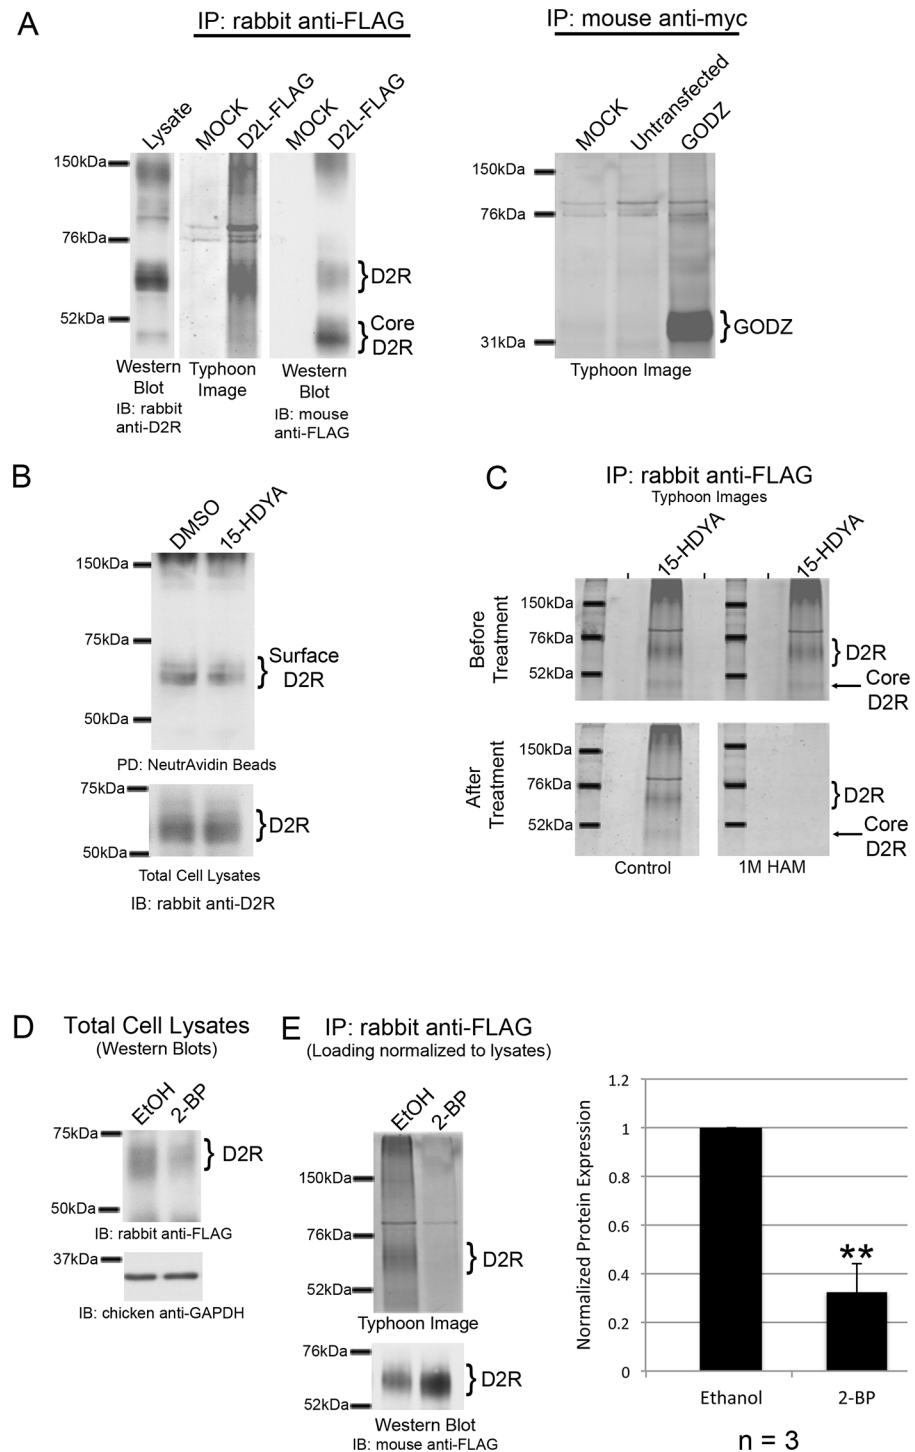 A
IP: rabbit anti-FLAG
IP: mouse anti-myc
Lysate
MOCK
D2L-FLAG
MOCK
D2L-FLAG
150kDa
76kDa
52kDa
D2R
Core
D2R
Western
Blot
IB: rabbit
anti-D2R
Typhoon
Image
Western
Blot
IB: mouse
anti-FLAG
MOCK
Untransfected
GODZ
150kDa
76kDa
31kDa
GODZ
Typhoon Image
B
DMSO
15-HDYA
150kDa
75kDa
50kDa
Surface
D2R
PD: NeutrAvidin Beads
75kDa
50kDa
D2R
Total Cell Lysates
IB: rabbit anti-D2R
C
IP: rabbit anti-FLAG
Typhoon Images
15-HDYA
15-HDYA
Before
Treatment
150kDa
76kDa
52kDa
D2R
Core
D2R
After
Treatment
150kDa
76kDa
52kDa
D2R
Core
D2R
Control
1M HAM
D
Total Cell Lysates
(Western Blots)
EtOH
2-BP
75kDa
50kDa
D2R
IB: rabbit anti-FLAG
37kDa
IB: chicken anti-GAPDH
E
IP: rabbit anti-FLAG
(Loading normalized to lysates)
EtOH
2-BP
150kDa
76kDa
52kDa
D2R
Typhoon Image
76kDa
52kDa
D2R
Western Blot
IB: mouse anti-FLAG
Normalized Protein Expression
1.2
1
0.8
0.6
0.4
0.2
0
**
Ethanol
2-BP
n = 3